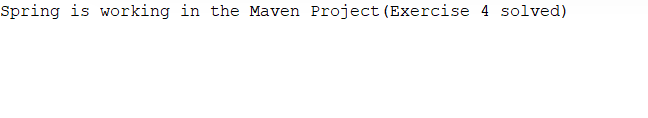 Spring is working in the Maven Project(Exercise 4 solved)